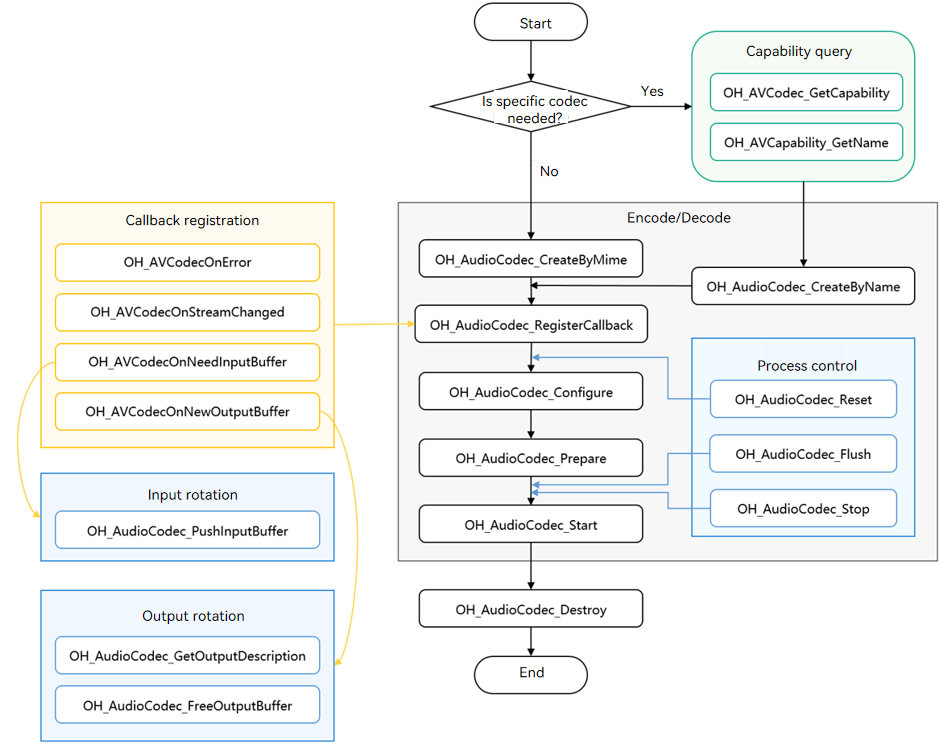 Start
Is specific codec
needed?
Yes
No
Capability query
OH_AVCodec_GetCapability
OH_AVCapability_GetName
Callback registration
OH_AVCodecOnError
OH_AVCodecOnStreamChanged
OH_AVCodecOnNeedInputBuffer
OH_AVCodecOnNewOutputBuffer
Input rotation
OH_AudioCodec_PushInputBuffer
Output rotation
OH_AudioCodec_GetOutputDescription
OH_AudioCodec_FreeOutputBuffer
Encode/Decode
OH_AudioCodec_CreateByMime
OH_AudioCodec_CreateByName
OH_AudioCodec_RegisterCallback
OH_AudioCodec_Configure
OH_AudioCodec_Prepare
OH_AudioCodec_Start
Process control
OH_AudioCodec_Reset
OH_AudioCodec_Flush
OH_AudioCodec_Stop
OH_AudioCodec_Destroy
End